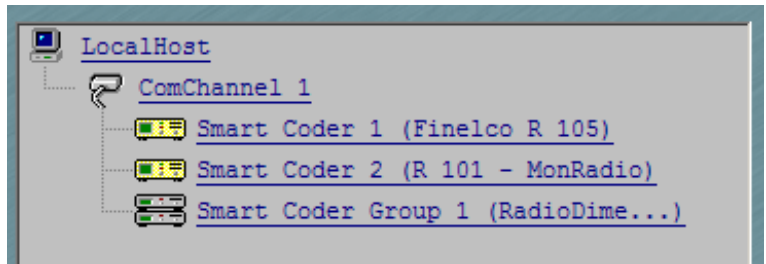 LocalHost
ComChannel 1
Smart Coder 1 (Finelco R 105)
Smart Coder 2 (R 101 - MonRadio)
Smart Coder Group 1 (RadioDime...)